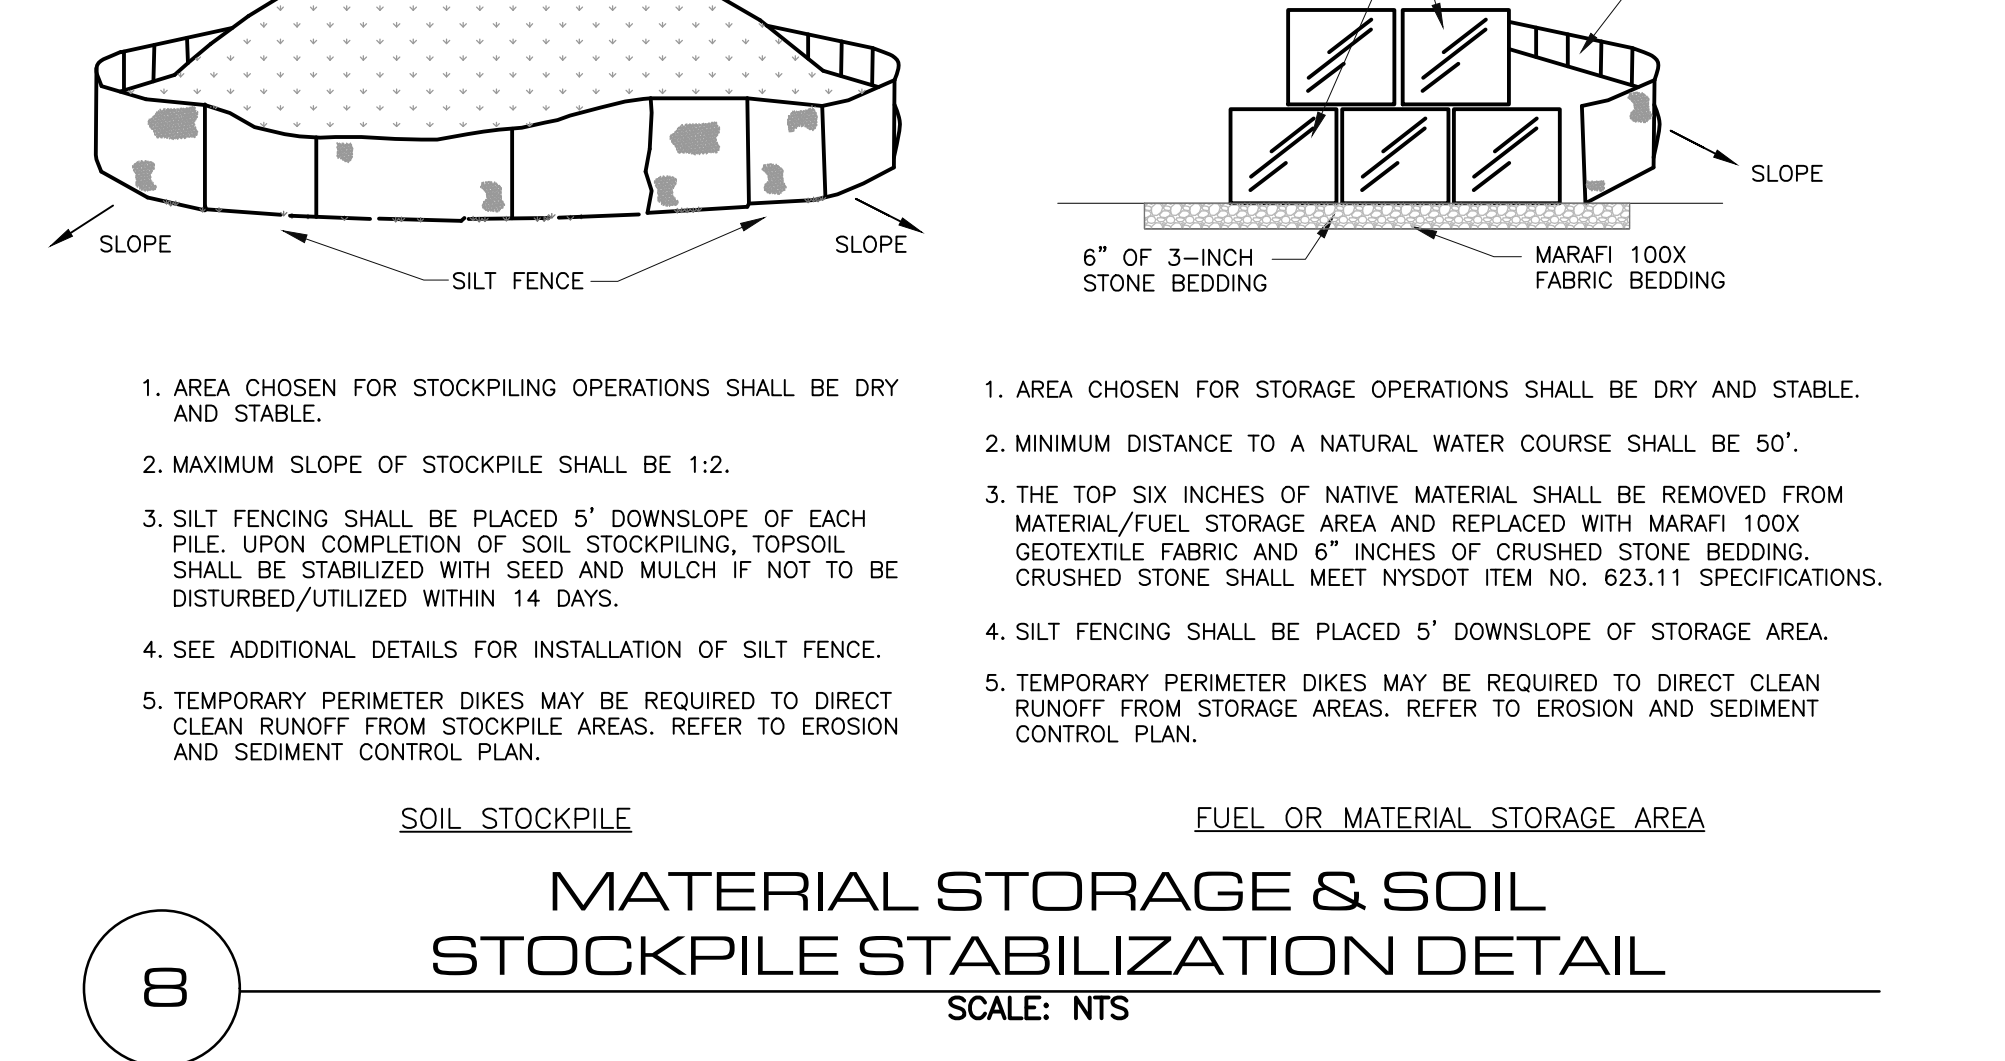 SLOPE
SLOPE
SILT FENCE
SLOPE
6” OF 3–INCH
STONE BEDDING
MARAFI 100X
FABRIC BEDDING
1. AREA CHOSEN FOR STOCKPILING OPERATIONS SHALL BE DRY
AND STABLE.
2. MAXIMUM SLOPE OF STOCKPILE SHALL BE 1:2.
3. SILT FENCING SHALL BE PLACED 5’ DOWNSLOPE OF EACH
PILE. UPON COMPLETION OF SOIL STOCKPILING, TOPSOIL
SHALL BE STABILIZED WITH SEED AND MULCH IF NOT TO BE
DISTURBED/UTILIZED WITHIN 14 DAYS.
4. SEE ADDITIONAL DETAILS FOR INSTALLATION OF SILT FENCE.
5. TEMPORARY PERIMETER DIKES MAY BE REQUIRED TO DIRECT
CLEAN RUNOFF FROM STOCKPILE AREAS. REFER TO EROSION
AND SEDIMENT CONTROL PLAN.
SOIL STOCKPILE
1. AREA CHOSEN FOR STORAGE OPERATIONS SHALL BE DRY AND STABLE.
2. MINIMUM DISTANCE TO A NATURAL WATER COURSE SHALL BE 50’.
3. THE TOP SIX INCHES OF NATIVE MATERIAL SHALL BE REMOVED FROM
MATERIAL/FUEL STORAGE AREA AND REPLACED WITH MARAFI 100X
GEOTEXTILE FABRIC AND 6” INCHES OF CRUSHED STONE BEDDING.
CRUSHED STONE SHALL MEET NYSDOT ITEM NO. 623.11 SPECIFICATIONS.
4. SILT FENCING SHALL BE PLACED 5’ DOWNSLOPE OF STORAGE AREA.
5. TEMPORARY PERIMETER DIKES MAY BE REQUIRED TO DIRECT CLEAN
RUNOFF FROM STORAGE AREAS. REFER TO EROSION AND SEDIMENT
CONTROL PLAN.
FUEL OR MATERIAL STORAGE AREA
MATERIAL STORAGE & SOIL
STOCKPILE STABILIZATION DETAIL
8
SCALE: NTS